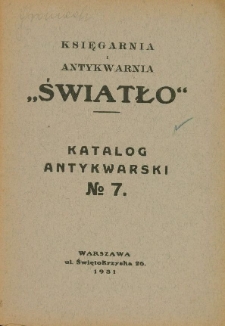 KSIĘGARNIA
I
ANTYKWARNIA
„ŚWIATŁO“
KATALOG
ANTYKWARSKI
№ 7.
WARSZAWA
ul. Świętokrzyska 20.
1931